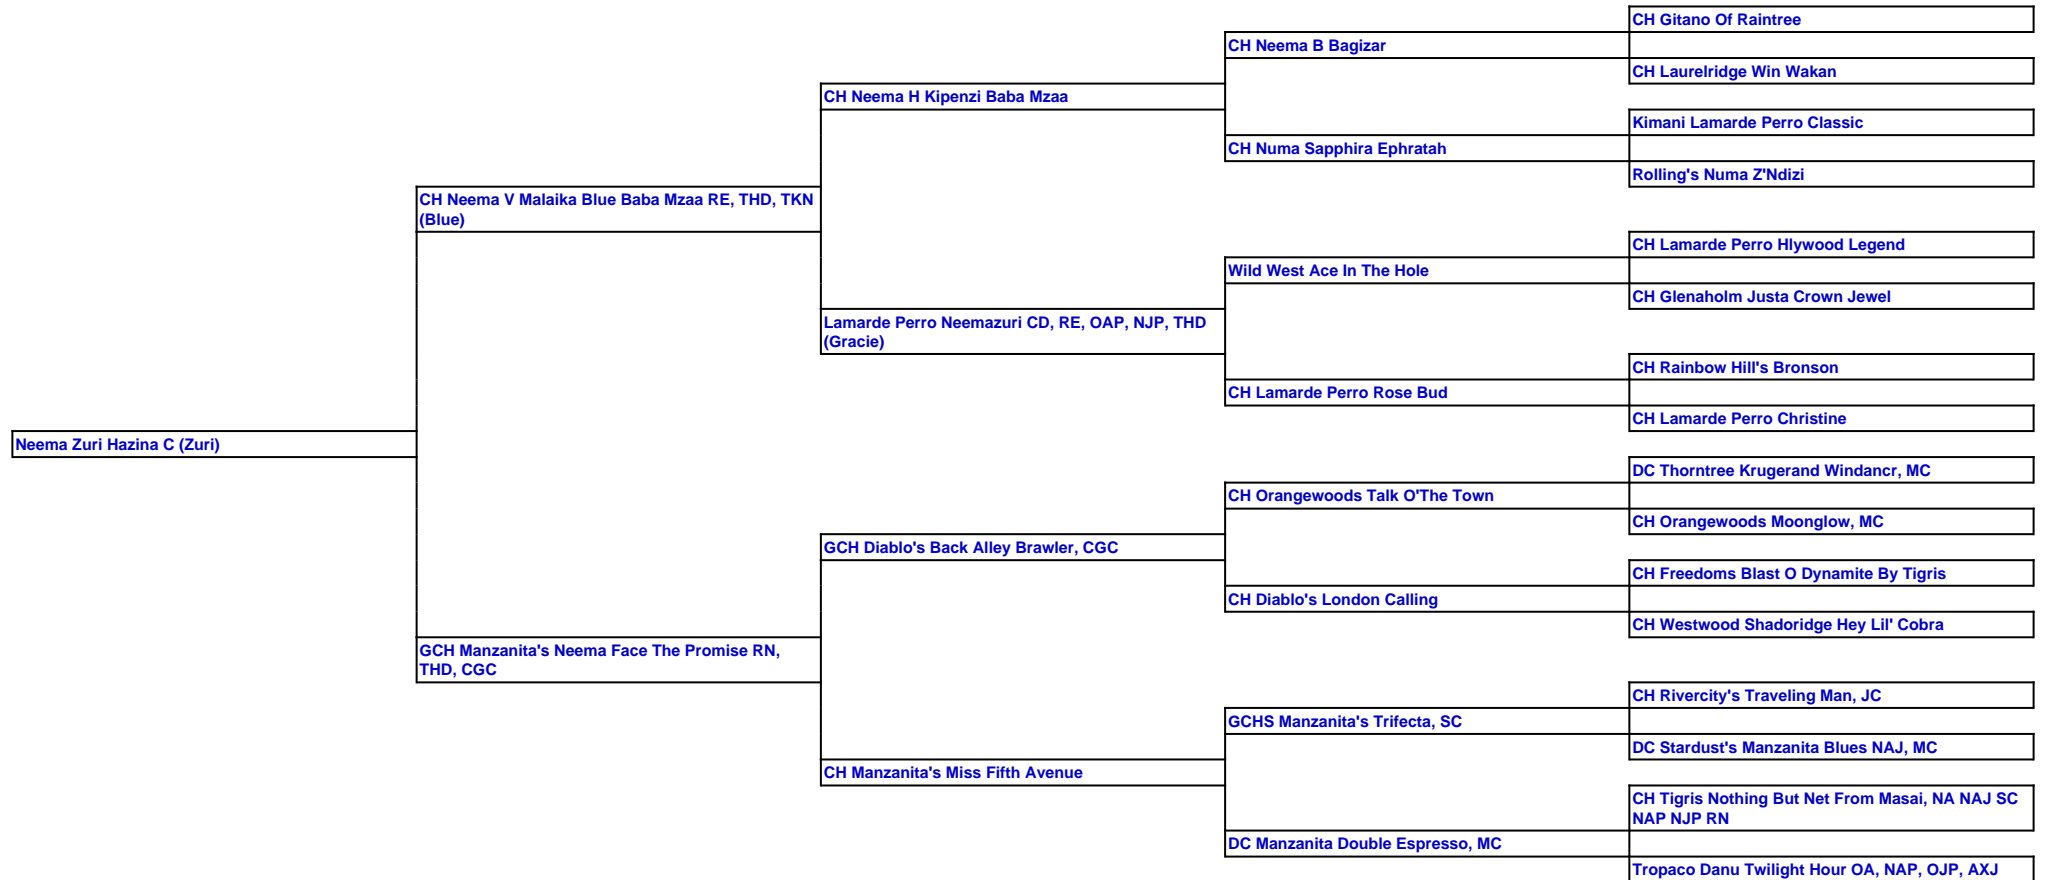 CH Gitano Of Raintree
CH Neema B Bagizar
CH Laurelridge Win Wakan
CH Neema H Kipenzi Baba Mzaa
Kimani Lamarde Perro Classic
CH Numa Sapphira Ephratah
Rolling's Numa Z'Ndizi
CH Neema V Malaika Blue Baba Mzaa RE, THD, TKN
(Blue)
CH Lamarde Perro Hlywood Legend
Wild West Ace In The Hole
CH Glenaholm Justa Crown Jewel
Lamarde Perro Neemazuri CD, RE, OAP, NJP, THD
(Gracie)
CH Rainbow Hill's Bronson
CH Lamarde Perro Rose Bud
CH Lamarde Perro Christine
Neema Zuri Hazina C (Zuri)
DC Thorntree Krugerand Windancr, MC
CH Orangewoods Talk O'The Town
CH Orangewoods Moonglow, MC
GCH Diablo's Back Alley Brawler, CGC
CH Freedoms Blast O Dynamite By Tigris
CH Diablo's London Calling
CH Westwood Shadoridge Hey Lil' Cobra
GCH Manzanita's Neema Face The Promise RN,
THD, CGC
CH Rivercity's Traveling Man, JC
GCHS Manzanita's Trifecta, SC
DC Stardust's Manzanita Blues NAJ, MC
CH Manzanita's Miss Fifth Avenue
CH Tigris Nothing But Net From Masai, NA NAJ SC
NAP NJP RN
DC Manzanita Double Espresso, MC
Tropaco Danu Twilight Hour OA, NAP, OJP, AXJ